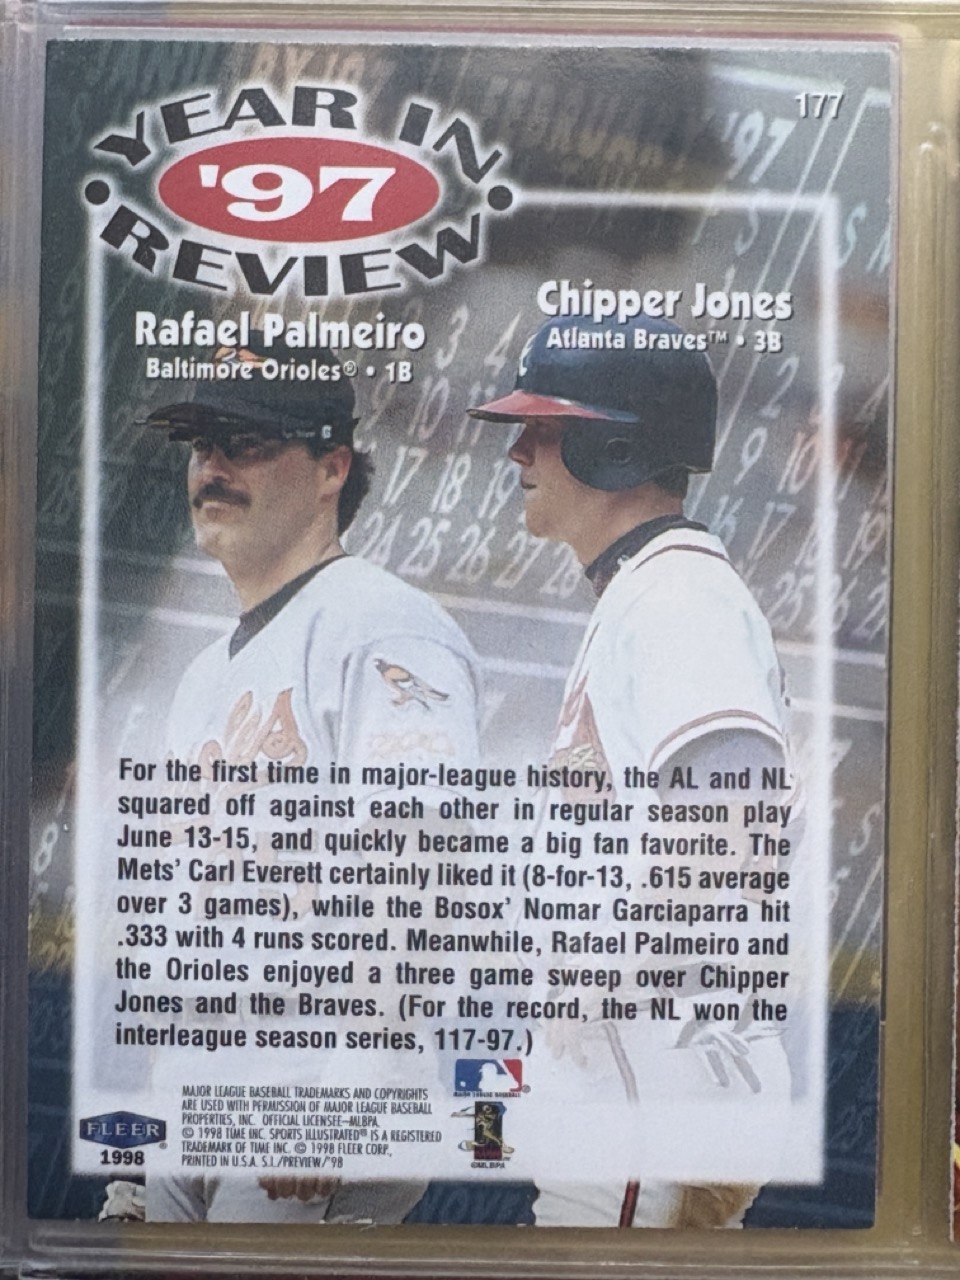 177
YEAR IN
'97
REVIEW
Rafael Palmeiro
Baltimore Orioles® • 1B
Chipper Jones
Atlanta Braves™ • 3B
For the first time in major-league history, the AL and NL
squared off against each other in regular season play
June 13-15, and quickly became a big fan favorite. The
Mets' Carl Everett certainly liked it (8-for-13, .615 average
over 3 games), while the Bosox' Nomar Garciaparra hit
.333 with 4 runs scored. Meanwhile, Rafael Palmeiro and
the Orioles enjoyed a three game sweep over Chipper
Jones and the Braves. (For the record, the NL won the
interleague season series, 117-97.)
FLEER®
1998
MAJOR LEAGUE BASEBALL TRADEMARKS AND COPYRIGHTS
ARE USED WITH PERMISSION OF MAJOR LEAGUE BASEBALL
PROPERTIES, INC. OFFICIAL LICENSEE–MLBPA.
© 1998 TIME INC. SPORTS ILLUSTRATED® IS A REGISTERED
TRADEMARK OF TIME INC. © 1998 FLEER CORP.,
PRINTED IN U.S.A. S.I./PREVIEW/'98
MAJOR LEAGUE BASEBALL®
©MLBPA